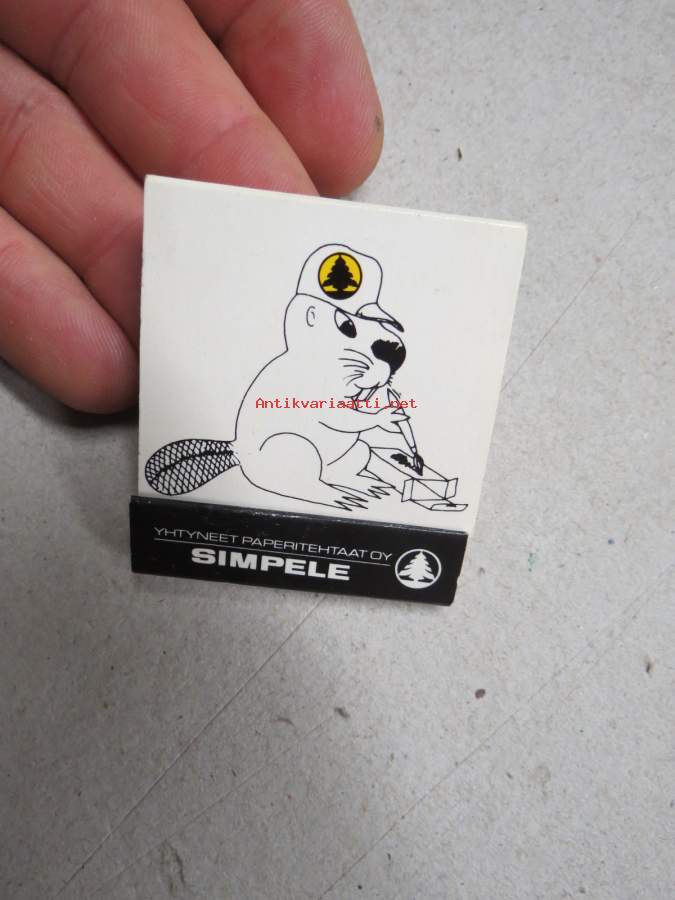 Antikvariaatti.net
YHTYNEET PAPERITEHTAAT OY
SIMPELE